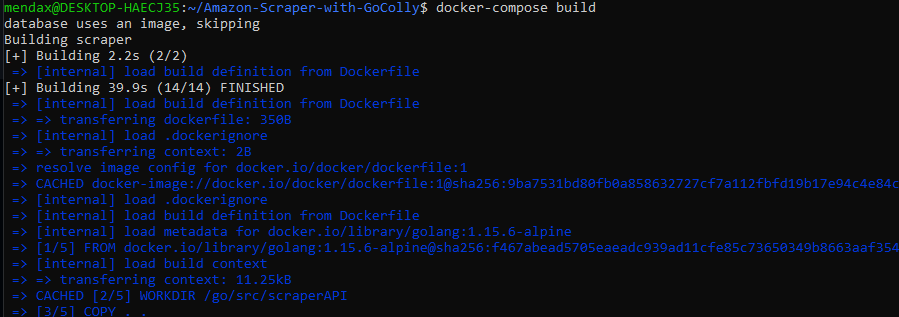 mendax@DESKTOP-HAECJ35:~/Amazon-Scraper-with-GoColly$ docker-compose build
database uses an image, skipping
Building scraper
[+] Building 2.2s (2/2)
=> [internal] load build definition from Dockerfile
[+] Building 39.9s (14/14) FINISHED
=> [internal] load build definition from Dockerfile
=> => transferring dockerfile: 350B
=> [internal] load .dockerignore
=> => transferring context: 2B
=> resolve image config for docker.io/docker/dockerfile:1
=> CACHED docker-image://docker.io/docker/dockerfile:1@sha256:9ba7531bd80fb0a858632727cf7a112fbfd19b17e94c4e84c
=> [internal] load .dockerignore
=> [internal] load build definition from Dockerfile
=> [internal] load metadata for docker.io/library/golang:1.15.6-alpine
=> [1/5] FROM docker.io/library/golang:1.15.6-alpine@sha256:f467abead5705eaeadc939ad11cfe85c73650349b8663aaf354
=> [internal] load build context
=> => transferring context: 11.25kB
=> CACHED [2/5] WORKDIR /go/src/scraperAPI
=> [3/5] COPY . .